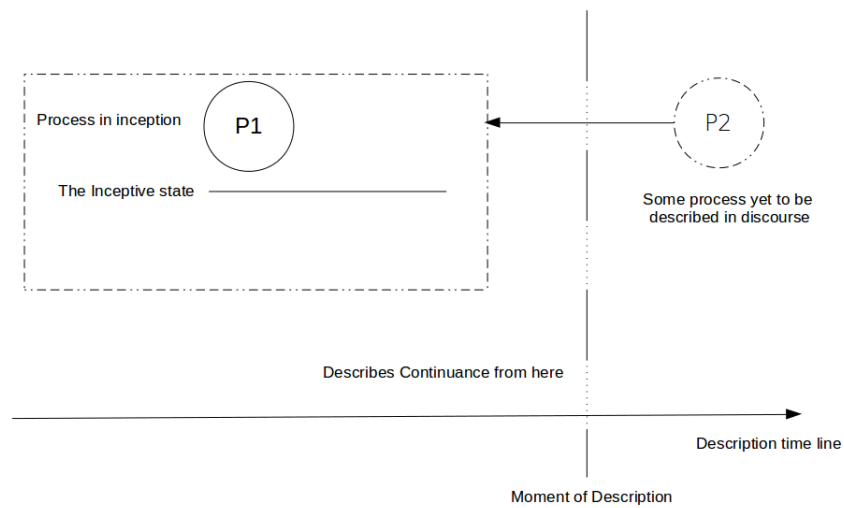 P1
P2
Process in inception
The Inceptive state
Some process yet to be
described in discourse
Describes Continuance from here
Description time line
Moment of Description